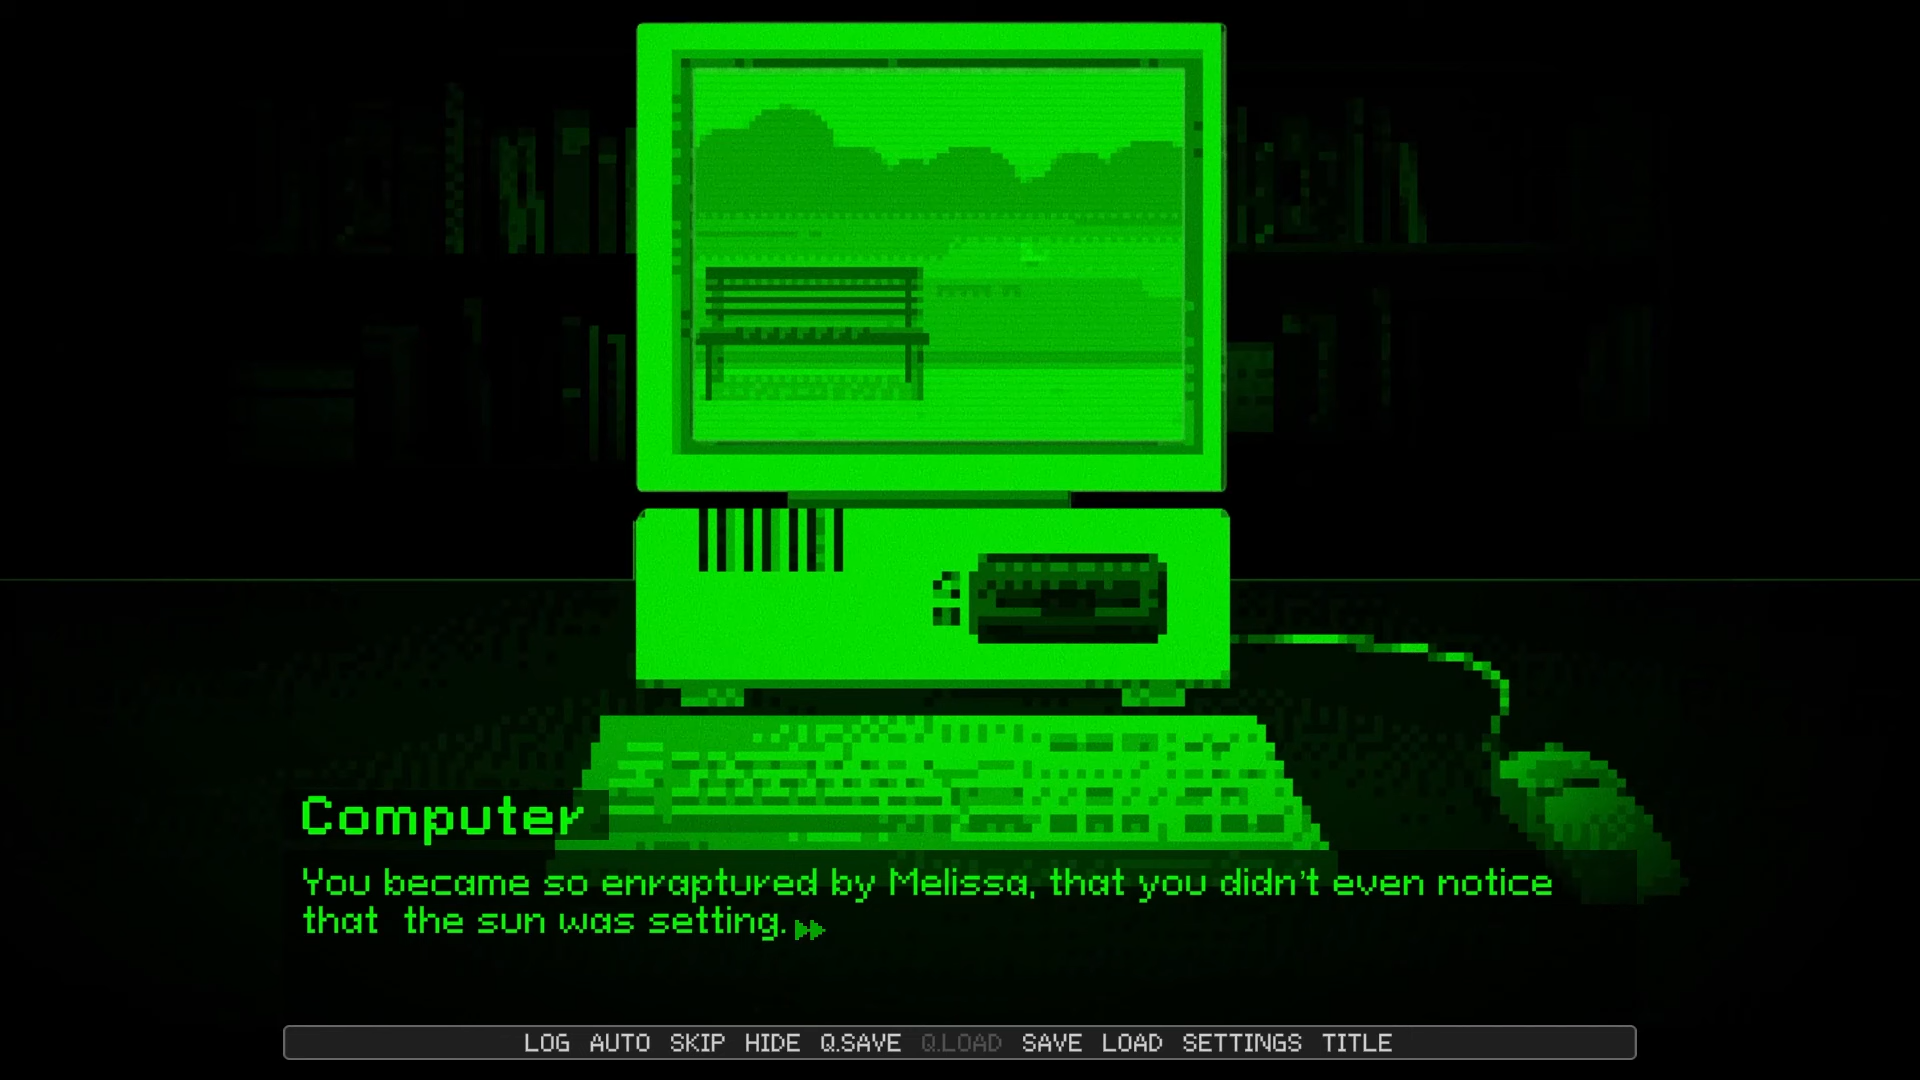 Computer
You became so enraptured by Melissa, that you didn't even notice
that  the sun was setting.
LOG AUTO SKIP HIDE Q.SAVE Q.LOAD SAVE LOAD SETTINGS TITLE